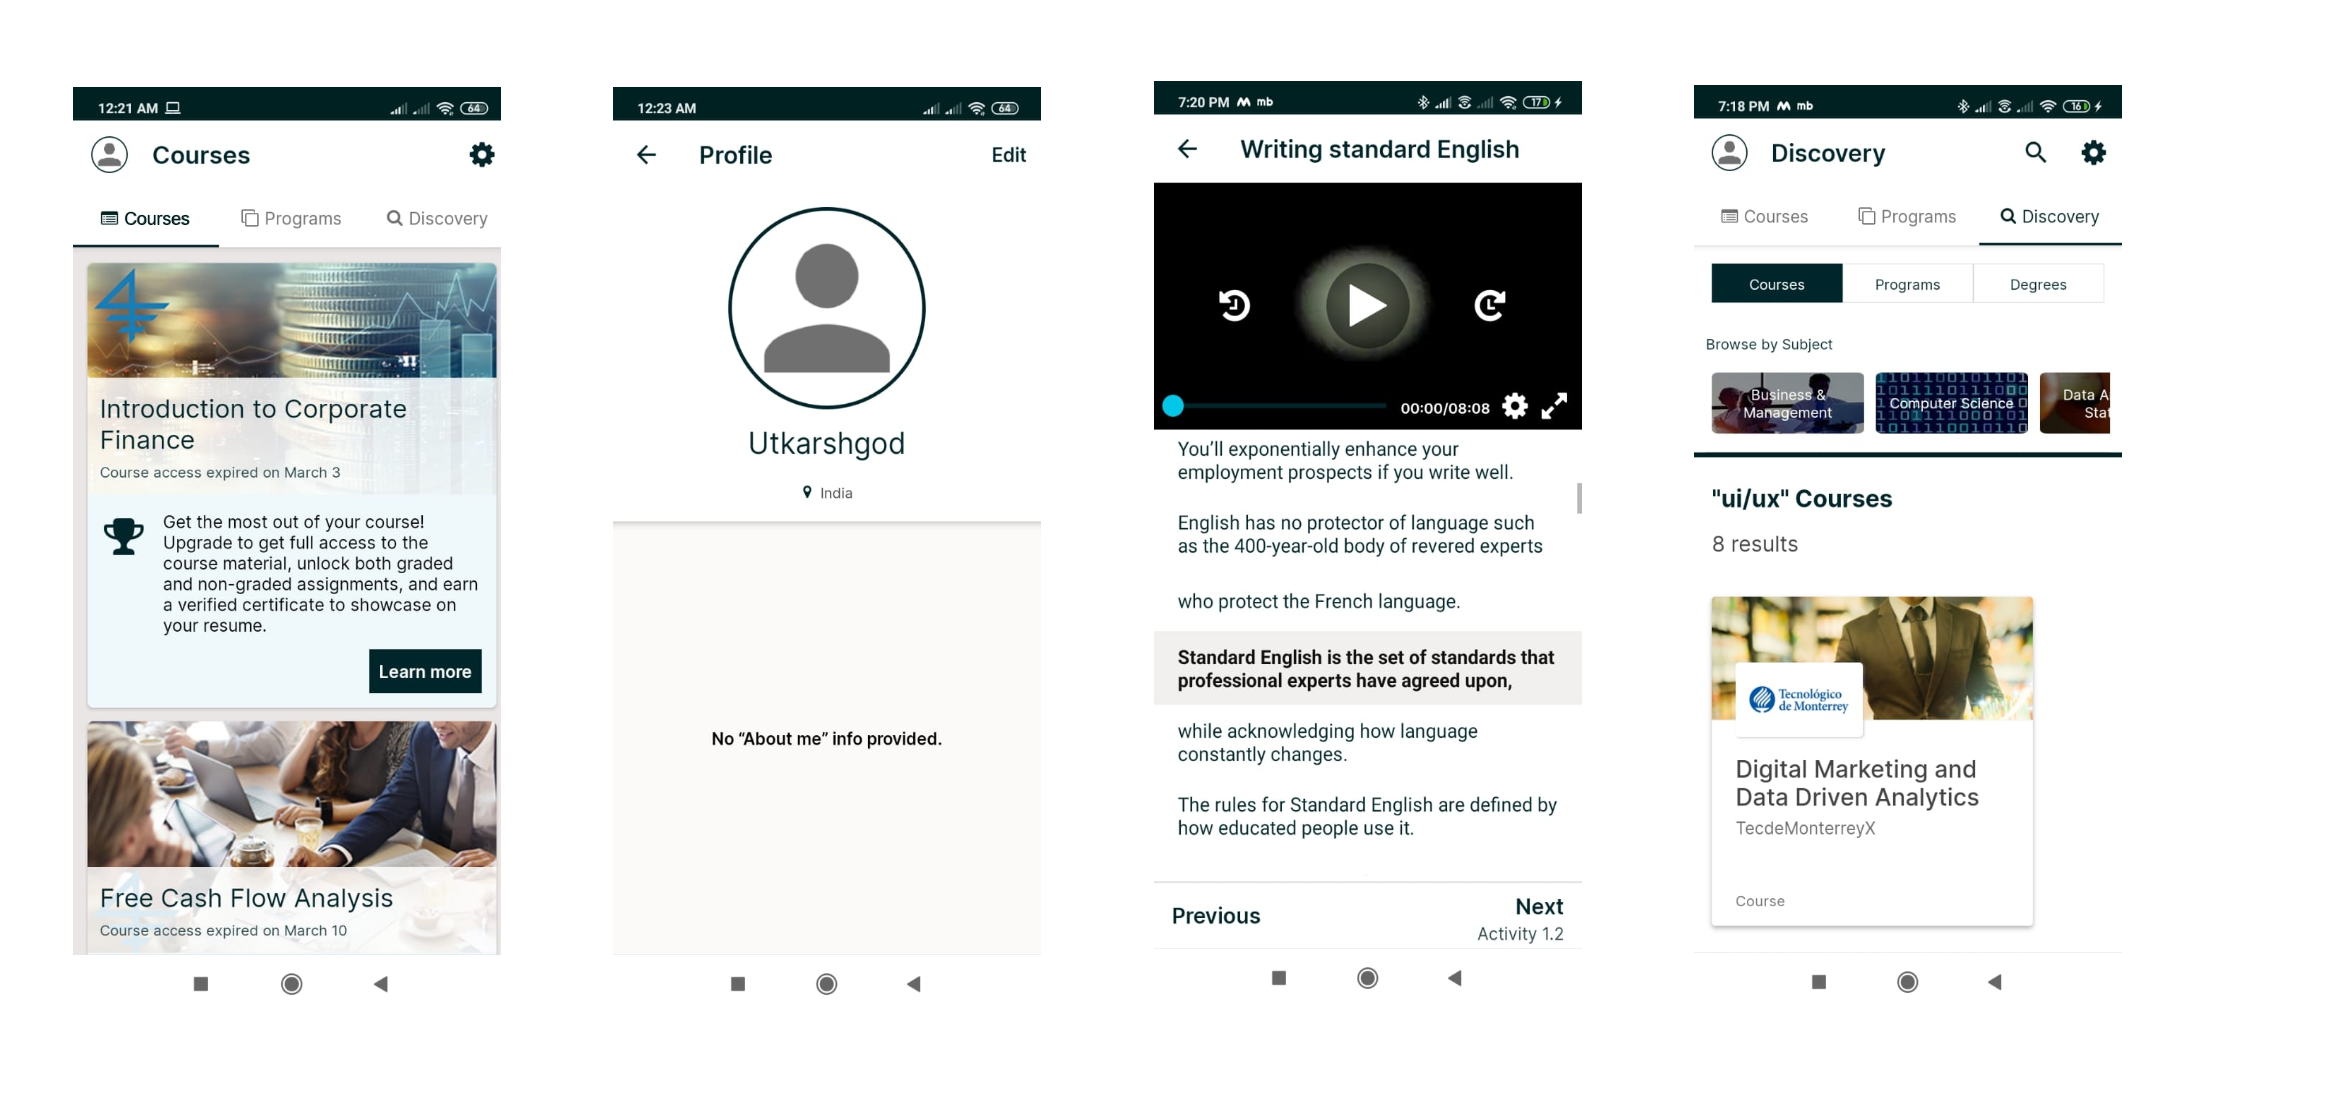 12:21 AM
64
Courses
Courses
Programs
Discovery
Introduction to Corporate
Finance
Course access expired on March 3
Get the most out of your course!
Upgrade to get full access to the
course material, unlock both graded
and non-graded assignments, and earn
a verified certificate to showcase on
your resume.
Learn more
Free Cash Flow Analysis
Course access expired on March 10
12:23 AM
64
Profile
Edit
Utkarshgod
India
No “About me” info provided.
7:20 PM mb
17
Writing standard English
00:00/08:08
You’ll exponentially enhance your
employment prospects if you write well.
English has no protector of language such
as the 400-year-old body of revered experts
who protect the French language.
Standard English is the set of standards that
professional experts have agreed upon,
while acknowledging how language
constantly changes.
The rules for Standard English are defined by
how educated people use it.
Previous
Next
Activity 1.2
7:18 PM mb
16
Discovery
Courses
Programs
Discovery
Courses
Programs
Degrees
Browse by Subject
Business &
Management
Computer Science
Data A
Stat
"ui/ux" Courses
8 results
Tecnológico
de Monterrey
Digital Marketing and
Data Driven Analytics
TecdeMonterreyX
Course